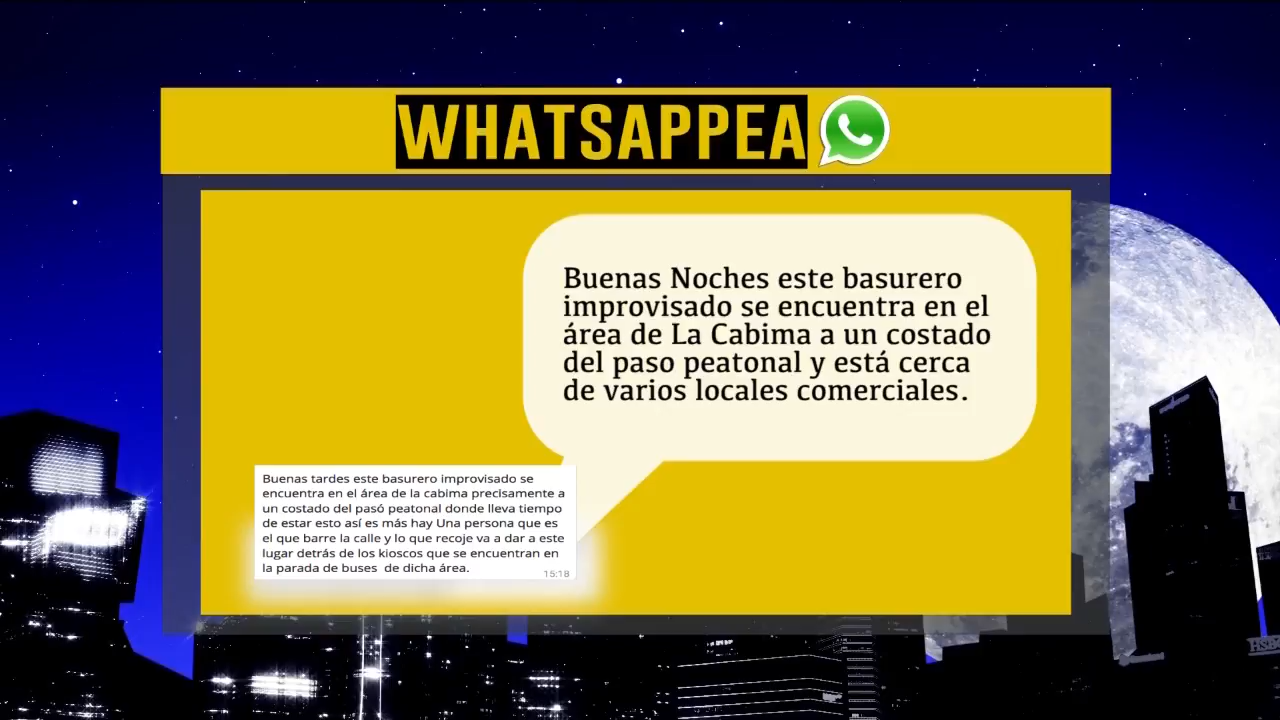 WHATSAPPEA
Buenas Noches este basurero
improvisado se encuentra en el
área de La Cabima a un costado
del paso peatonal y está cerca
de varios locales comerciales.
Buenas tardes este basurero improvisado se
encuentra en el área de la cabima precisamente a
un costado del pasó peatonal donde lleva tiempo
de estar esto así es más hay Una persona que es
el que barre la calle y lo que recoje va a dar a este
lugar detrás de los kioscos que se encuentran en
la parada de buses de dicha área.
15:18